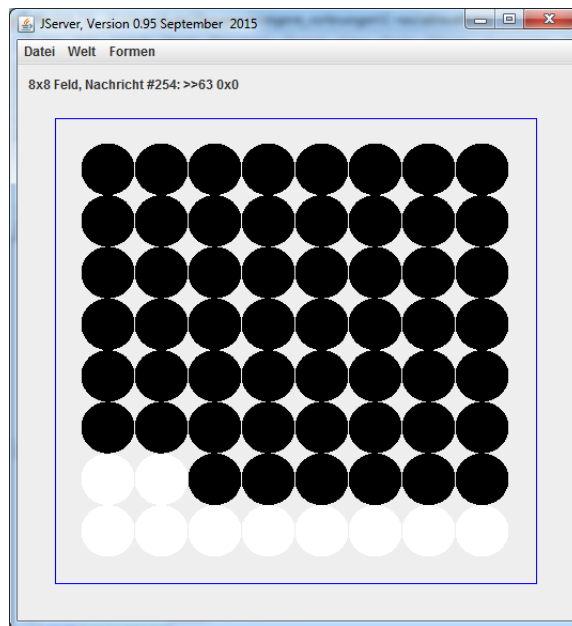 JServer, Version 0.95 September 2015
Datei Welt Formen
8x8 Feld, Nachricht #254: >>63 0x0